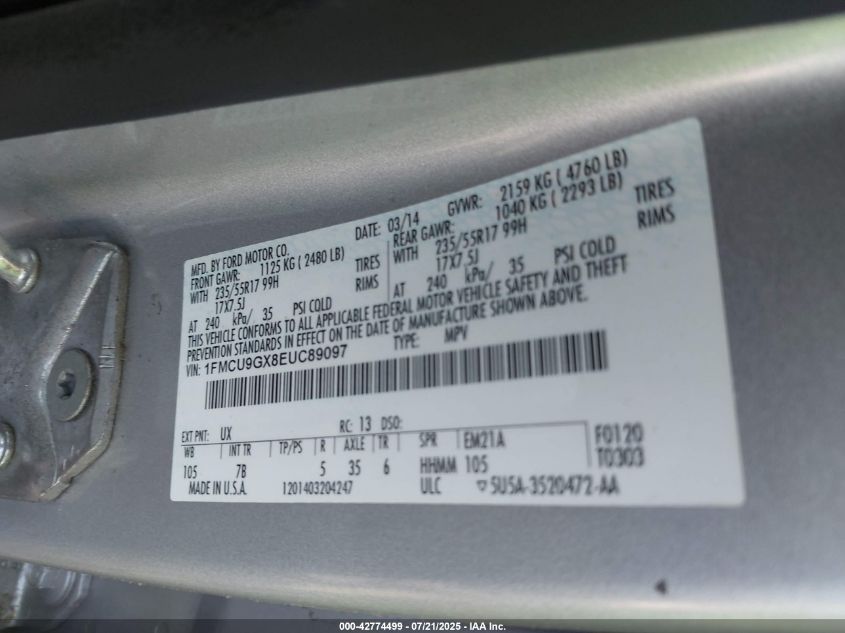 MFD. BY FORD MOTOR CO. DATE: 03/14 GVWR: 2159 KG ( 4760 LB)
FRONT GAWR: 1125 KG ( 2480 LB) REAR GAWR: 1040 KG ( 2293 LB)
WITH 235/55R17 99H TIRES WITH 235/55R17 99H TIRES
17X7.5J RIMS 17X7.5J RIMS
AT 240 kPa/ 35 PSI COLD AT 240 kPa/ 35 PSI COLD
THIS VEHICLE CONFORMS TO ALL APPLICABLE FEDERAL MOTOR VEHICLE SAFETY AND THEFT
PREVENTION STANDARDS IN EFFECT ON THE DATE OF MANUFACTURE SHOWN ABOVE.
VIN: 1FMCU9GX8EUC89097 TYPE: MPV
EXT PNT: UX RC: 13 DSO:
WB INT TR TP/PS R AXLE TR SPR EM21A F0120
105 7B 5 35 6 HHMM 105 T0303
MADE IN U.S.A. 1201403204247 ULC ▽5U5A-3520472-AA
000-42774499 - 07/21/2025 - IAA Inc.